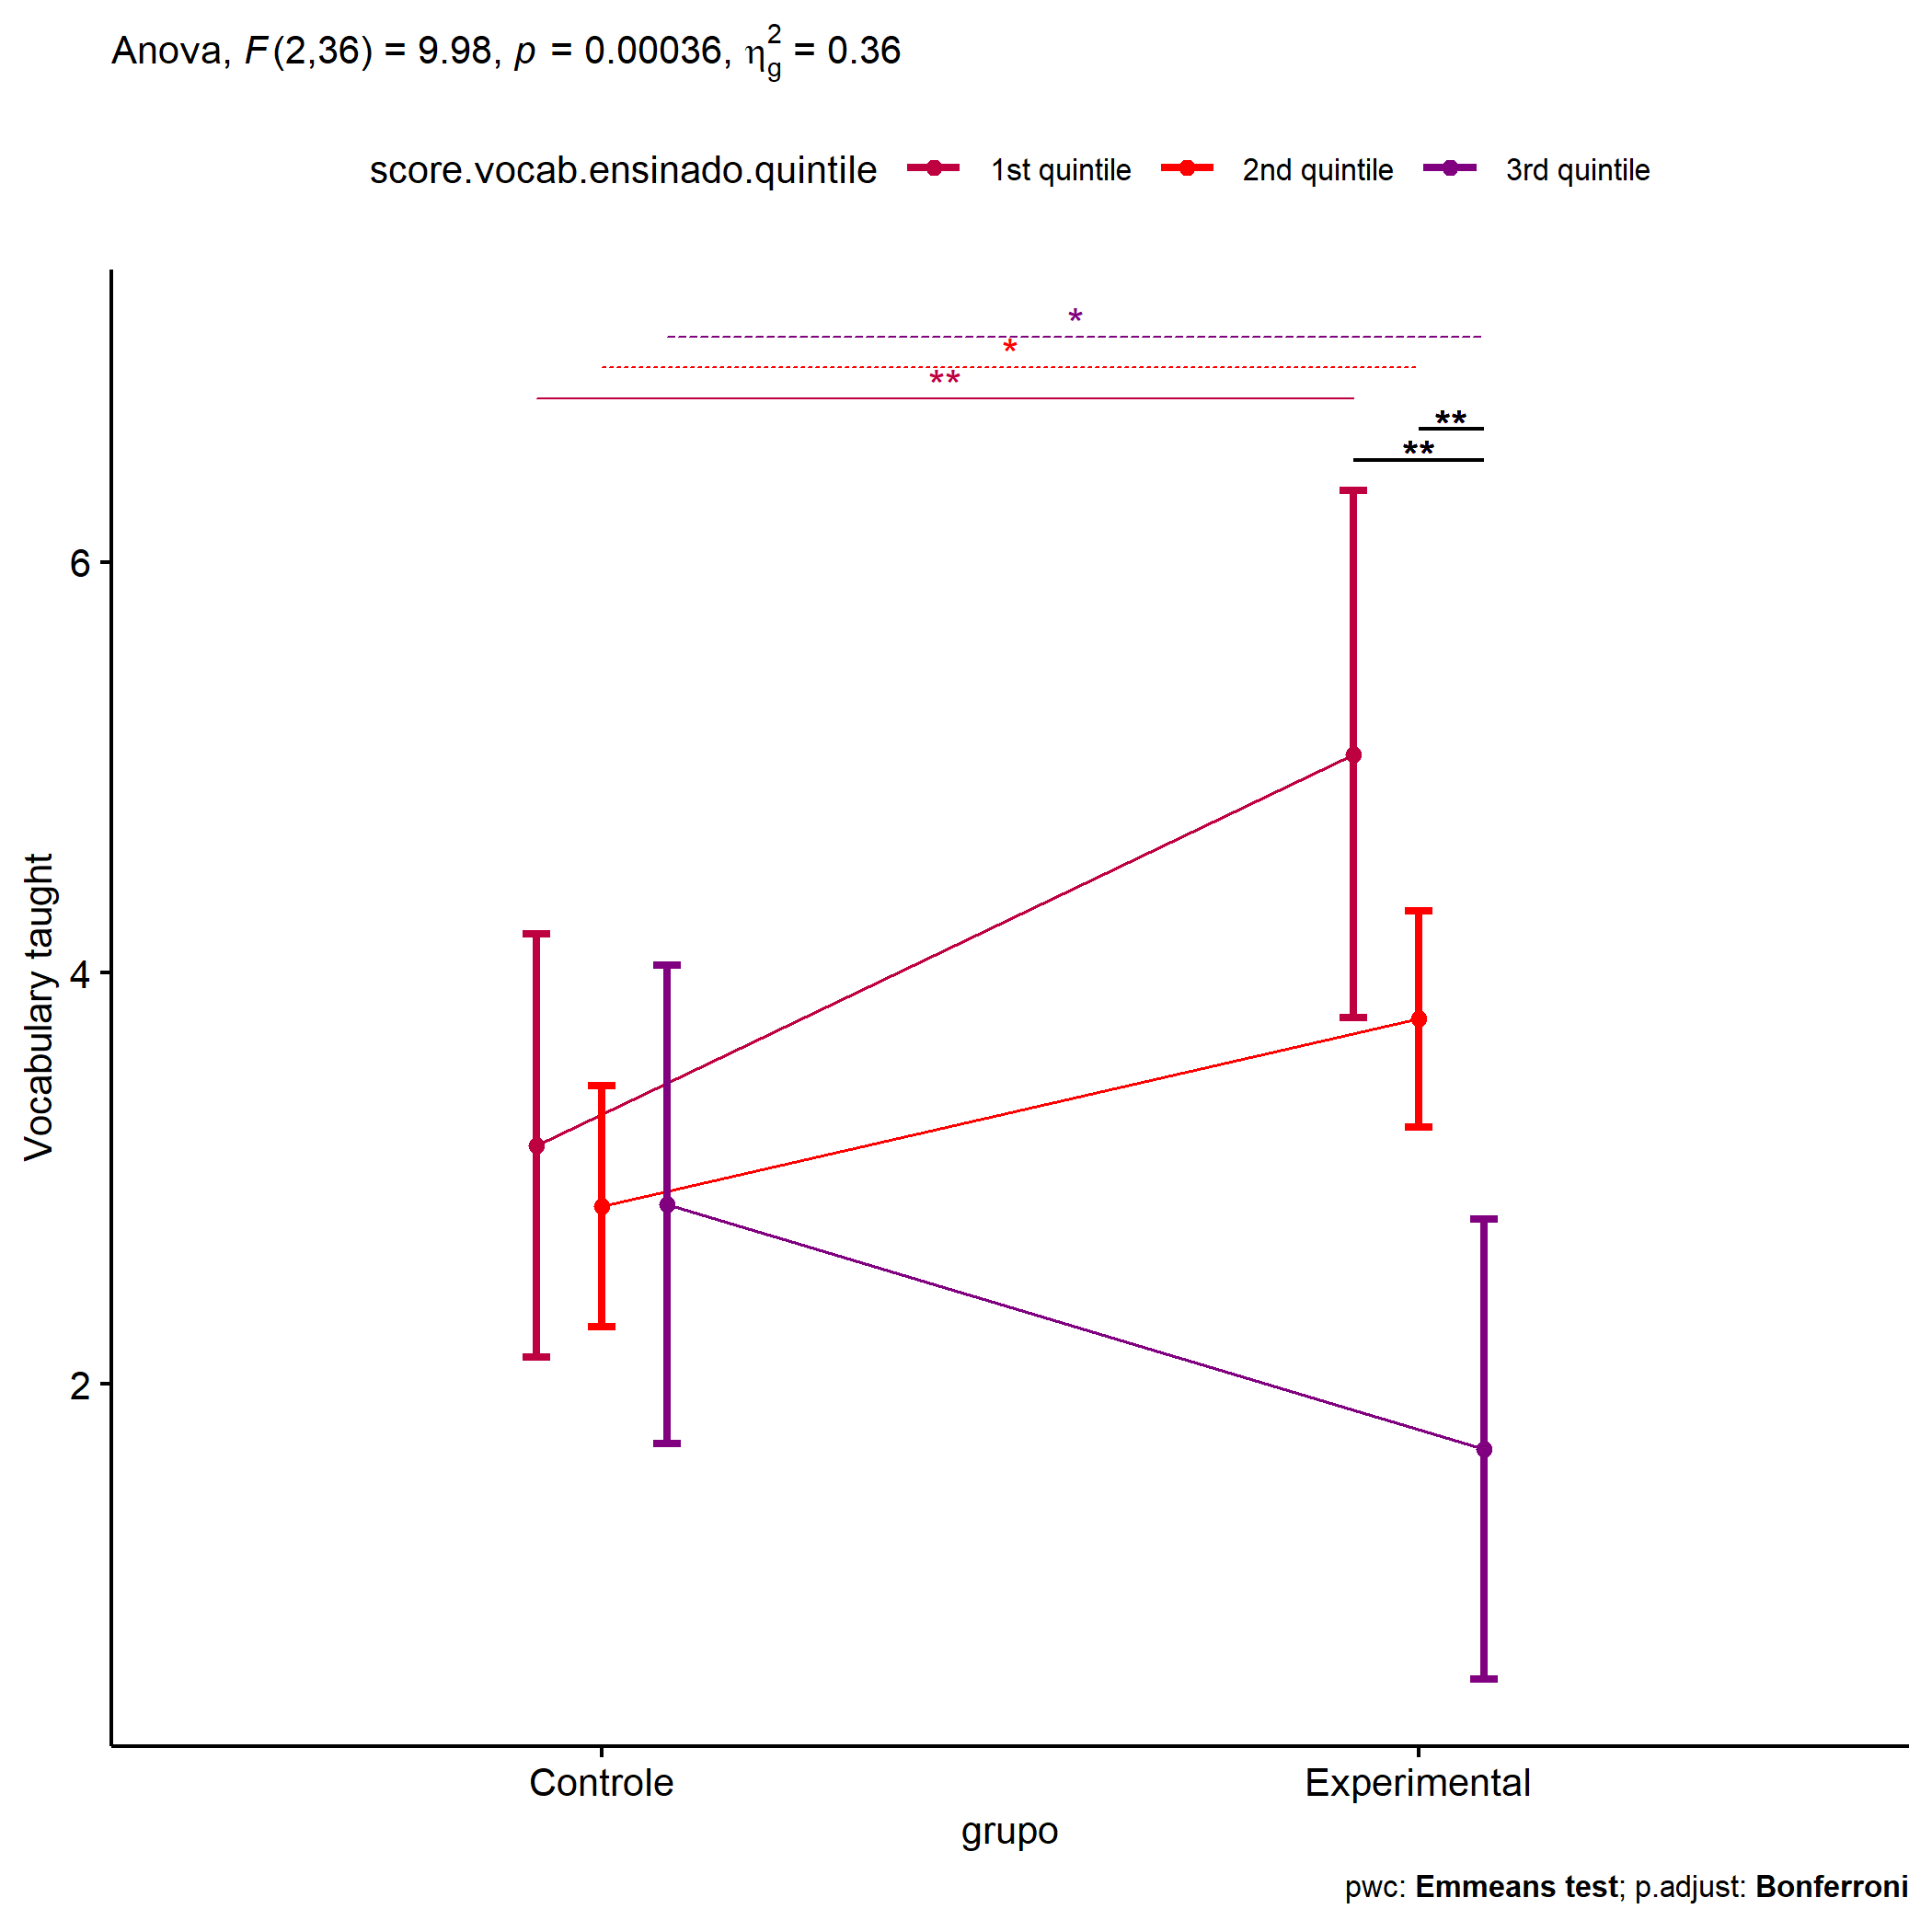 Anova, F(2,36) = 9.98, p = 0.00036, η²g = 0.36
score.vocab.ensinado.quintile 1st quintile 2nd quintile 3rd quintile
*
*
**
**
**
6
4
2
Vocabulary taught
Controle Experimental
grupo
pwc: Emmeans test; p.adjust: Bonferroni